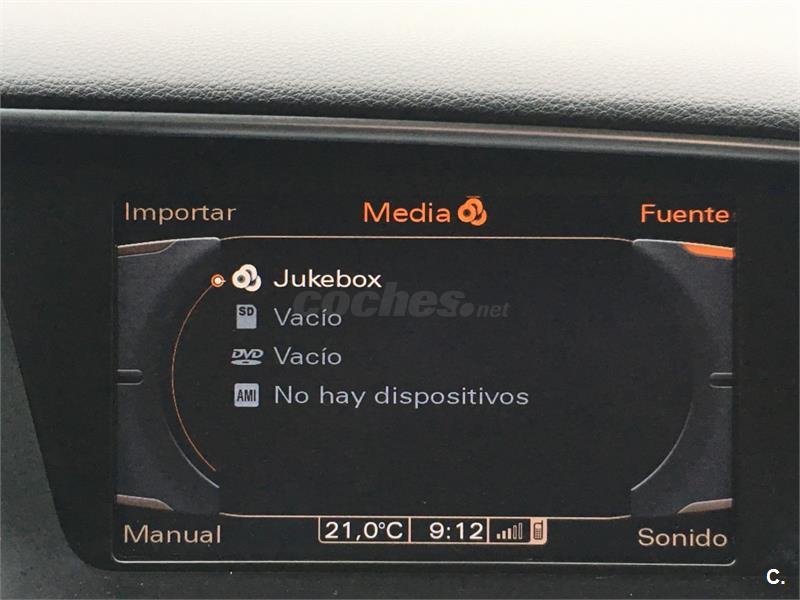 Importar Media Fuente
Jukebox
coches.net
SD Vacío
DVD Vacío
AMI No hay dispositivos
Manual 21,0°C 9:12 Sonido
C.